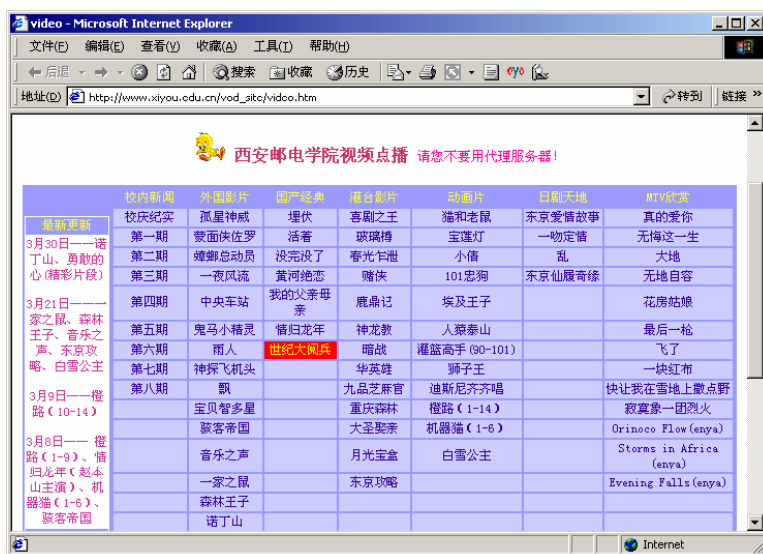 video - Microsoft Internet Explorer
文件(F) 编辑(E) 查看(V) 收藏(A) 工具(T) 帮助(H)
后退 搜索 收藏 历史
地址(D) http://www.xiyou.edu.cn/vod_site/video.htm 转到 链接 »
西安邮电学院视频点播 请您不要用代理服务器!
最新更新
3月30日——诺
丁山、勇敢的
心(精彩片段)
3月21日——一
家之鼠、森林
王子、音乐之
声、东京攻
略、白雪公主
3月9日——橙
路(10-14)
3月8日—— 橙
路(1-9)、情
归龙年(赵本
山主演)、机
器猫(1-6)、
骇客帝国
校内新闻 外国影片 国产经典 港台影片 动画片 日剧天地 MTV欣赏
校庆纪实 孤星神威 埋伏 喜剧之王 猫和老鼠 东京爱情故事 真的爱你
第一期 蒙面侠佐罗 活着 玻璃樽 宝莲灯 一吻定情 无悔这一生
第二期 蟑螂总动员 没完没了 春光乍泄 小倩 乱 大地
第三期 一夜风流 黄河绝恋 赌侠 101忠狗 东京仙履奇缘 无地自容
第四期 中央车站 我的父亲母亲 鹿鼎记 埃及王子 花房姑娘
第五期 鬼马小精灵 情归龙年 神龙教 人猿泰山 最后一枪
第六期 雨人 世纪大阅兵 暗战 灌篮高手(90-101) 飞了
第七期 神探飞机头 华英雄 狮子王 一块红布
第八期 飘 九品芝麻官 迪斯尼齐齐唱 快让我在雪地上撒点野
宝贝智多星 重庆森林 橙路(1-14) 寂寞象一团烈火
骇客帝国 大圣娶亲 机器猫(1-6) Orinoco Flow(enya)
音乐之声 月光宝盒 白雪公主 Storms in Africa (enya)
一家之鼠 东京攻略 Evening Falls(enya)
森林王子
诺丁山
Internet